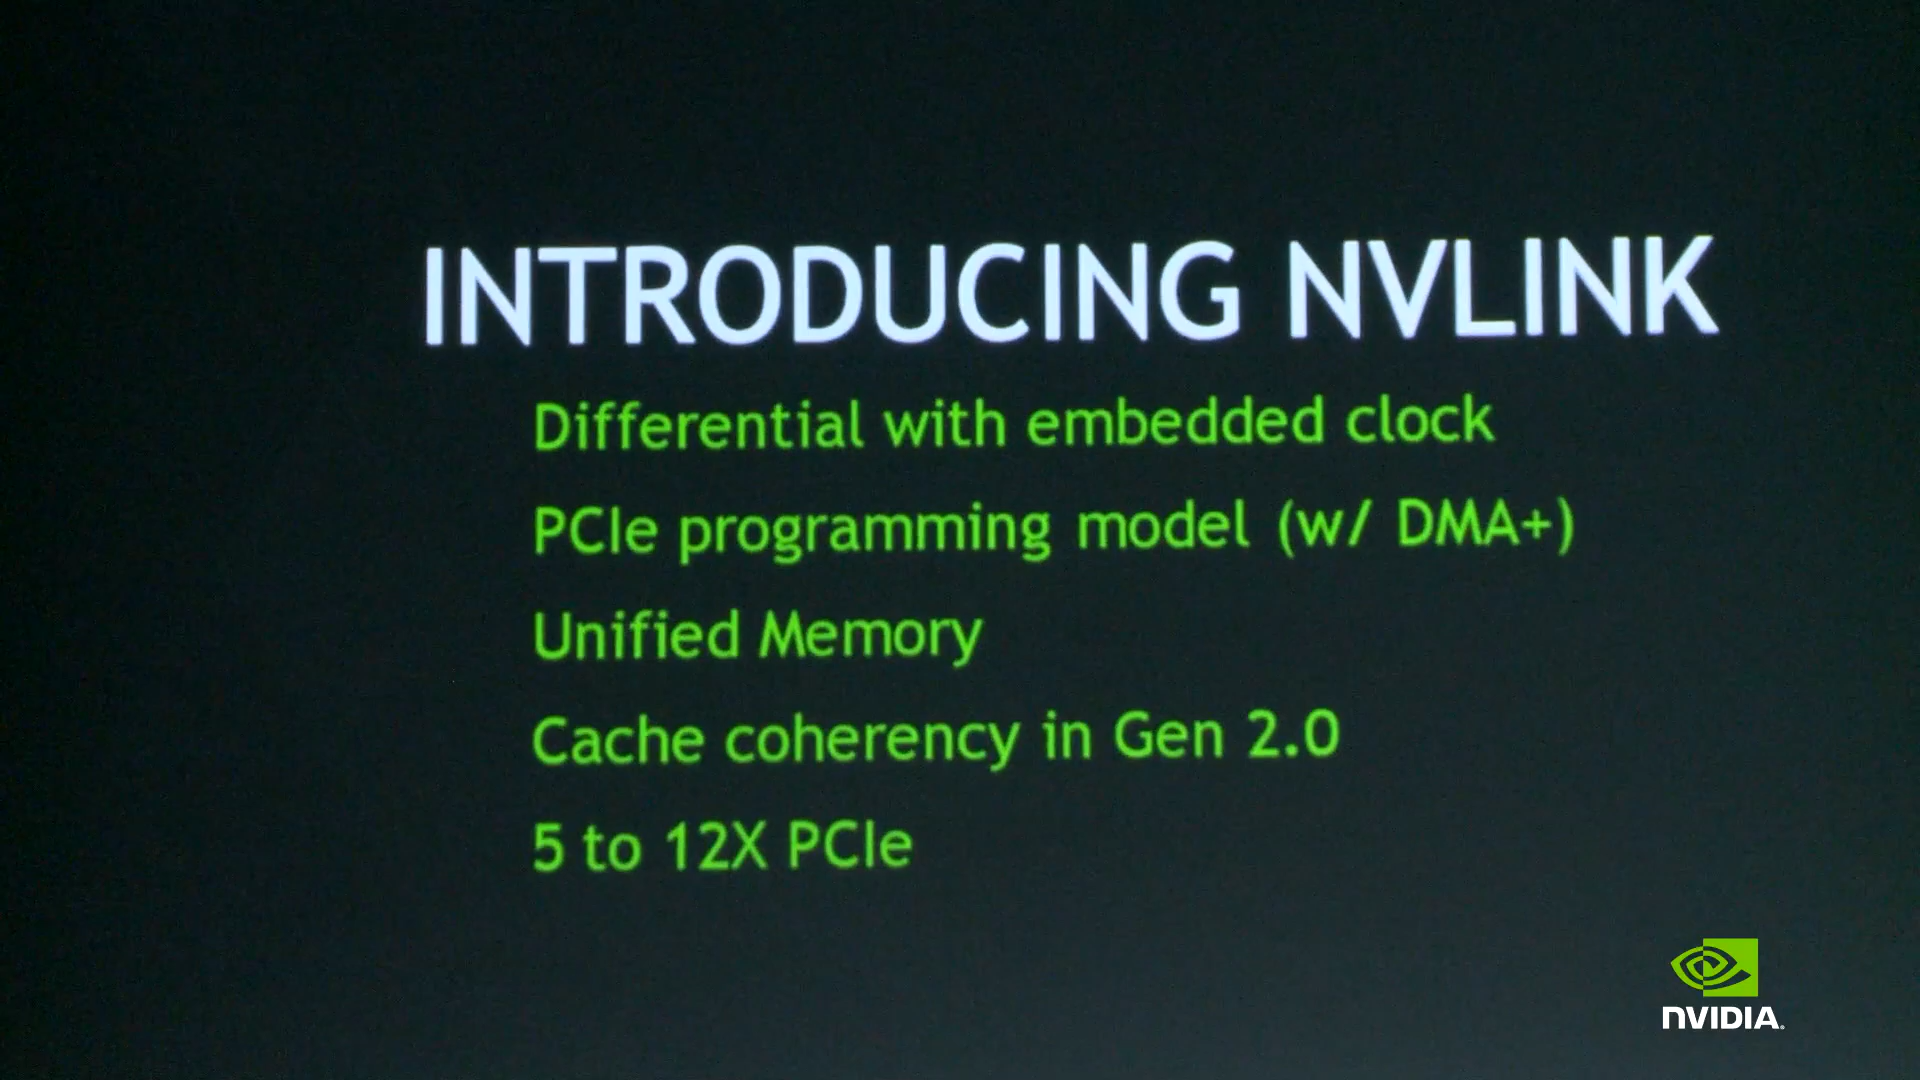 INTRODUCING NVLINK
Differential with embedded clock
PCIe programming model (w/ DMA+)
Unified Memory
Cache coherency in Gen 2.0
5 to 12X PCIe
NVIDIA.